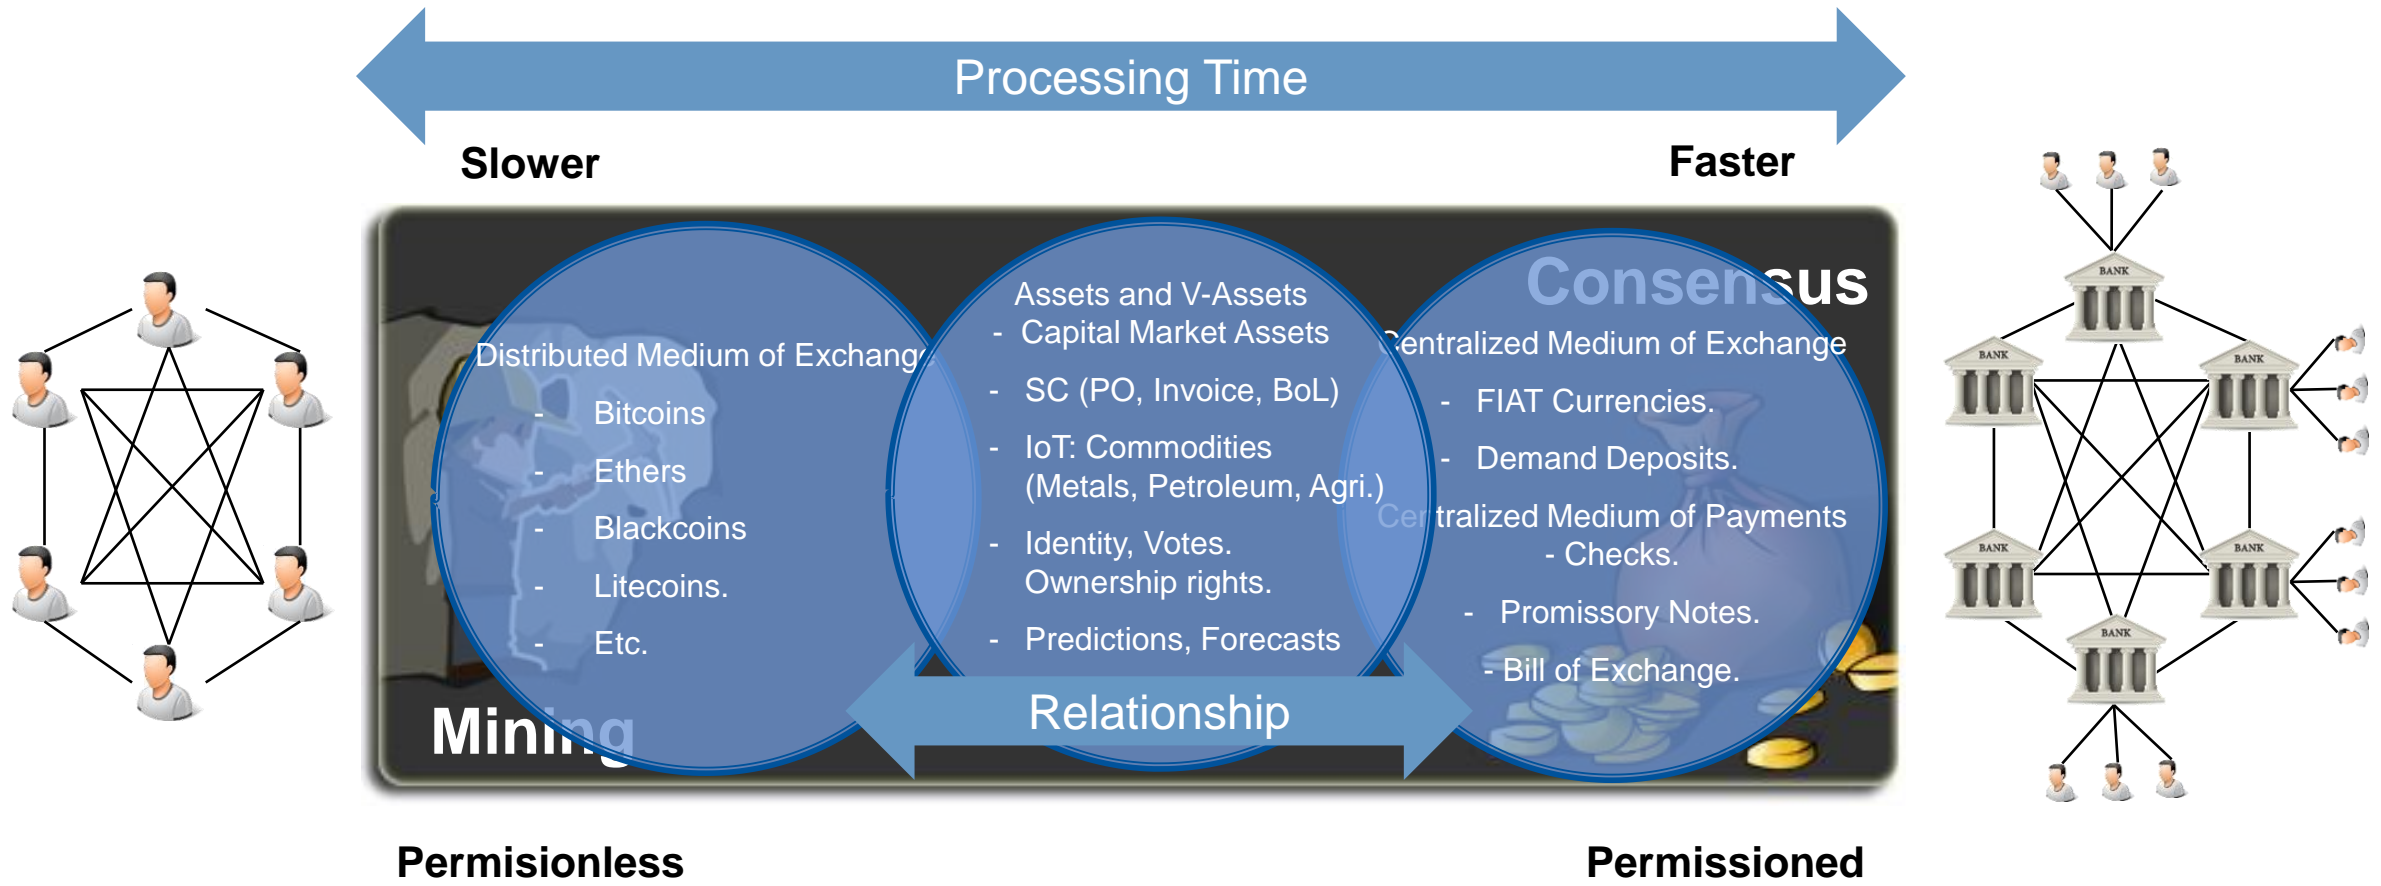 Processing Time
Slower
Faster
Consensus
Mining
Distributed Medium of Exchange
- Bitcoins
- Ethers
- Blackcoins
- Litecoins.
- Etc.
Assets and V-Assets
- Capital Market Assets
- SC (PO, Invoice, BoL)
- IoT: Commodities
(Metals, Petroleum, Agri.)
- Identity, Votes.
Ownership rights.
- Predictions, Forecasts
Centralized Medium of Exchange
- FIAT Currencies.
- Demand Deposits.
Centralized Medium of Payments
- Checks.
- Promissory Notes.
- Bill of Exchange.
Relationship
Permisionless
Permissioned
BANK
BANK
BANK
BANK
BANK
BANK